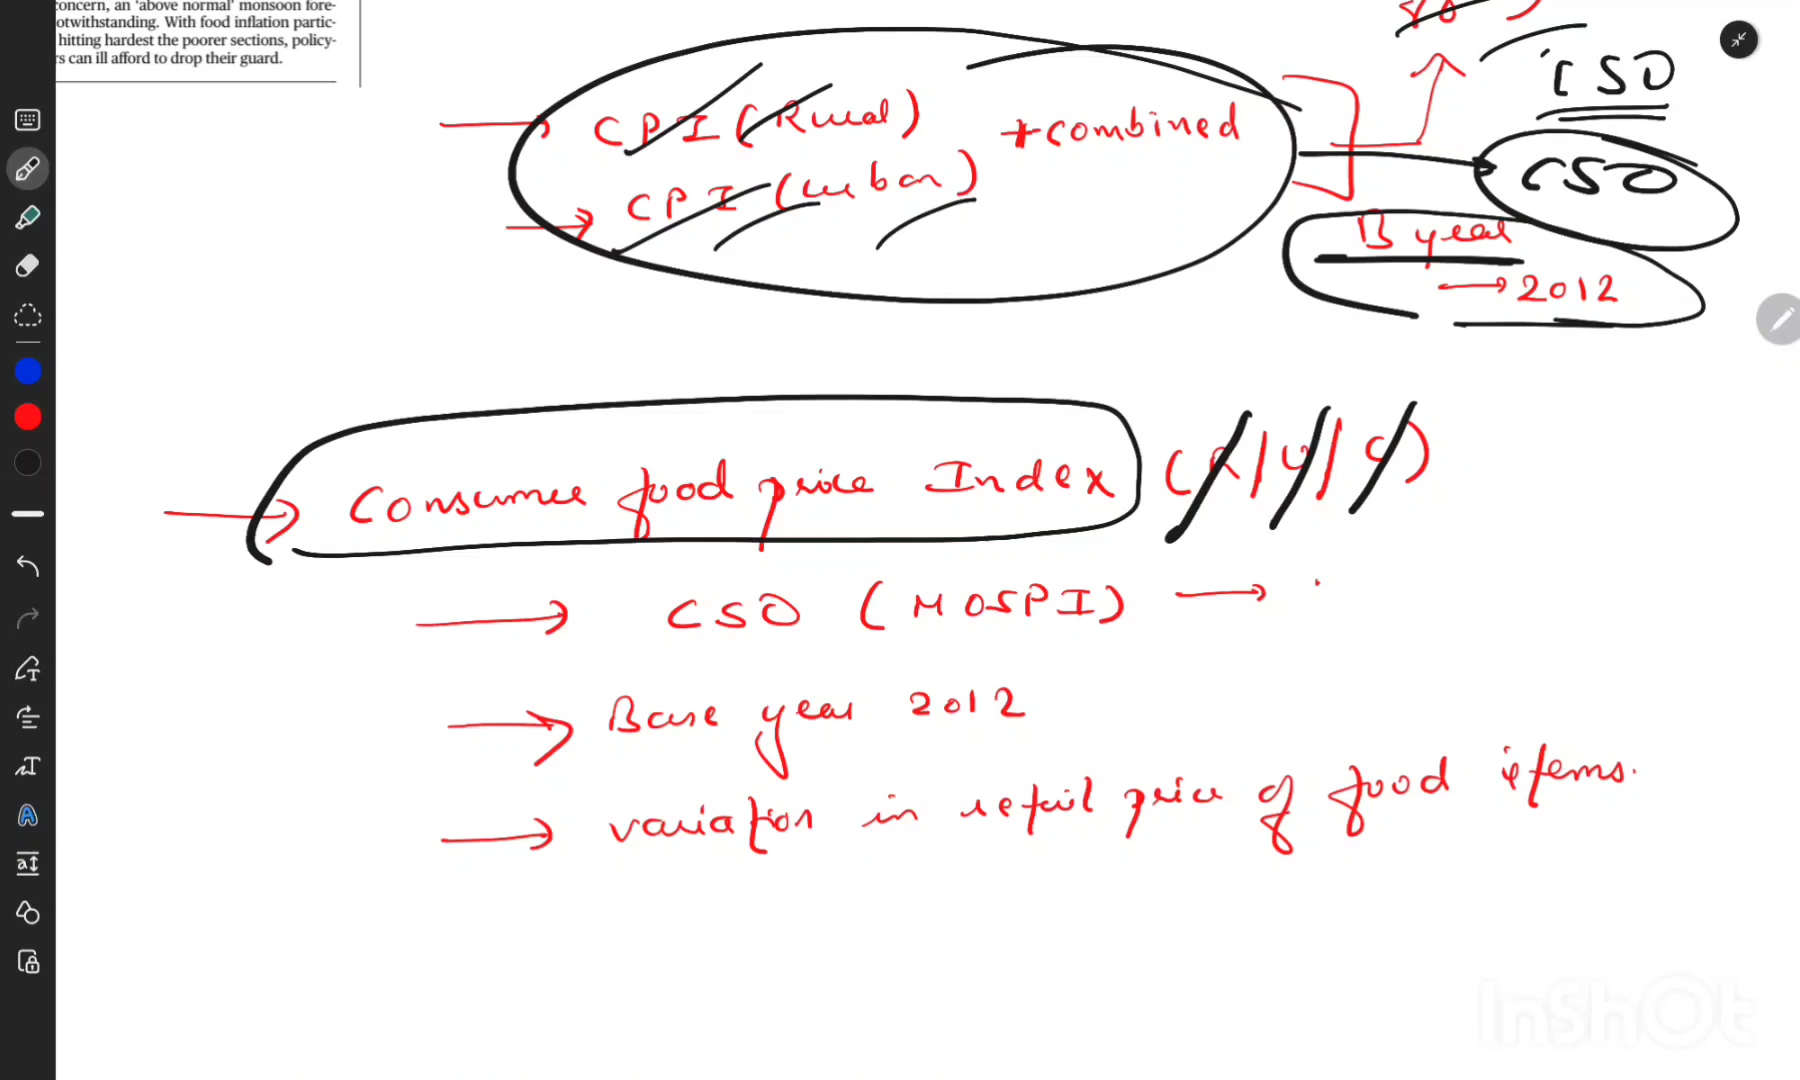 concern, an 'above normal' monsoon fore-
otwithstanding. With food inflation partic-
hitting hardest the poorer sections, policy-
rs can ill afford to drop their guard.
CSO
CPI (Rural) + combined
CSO
CPI (urban)
B year
→ 2012
→ Consumer food price Index (R/U/C)
→ CSO (MOSPI) →
→ Base year 2012
→ variation in retail price of food items.
InShOt